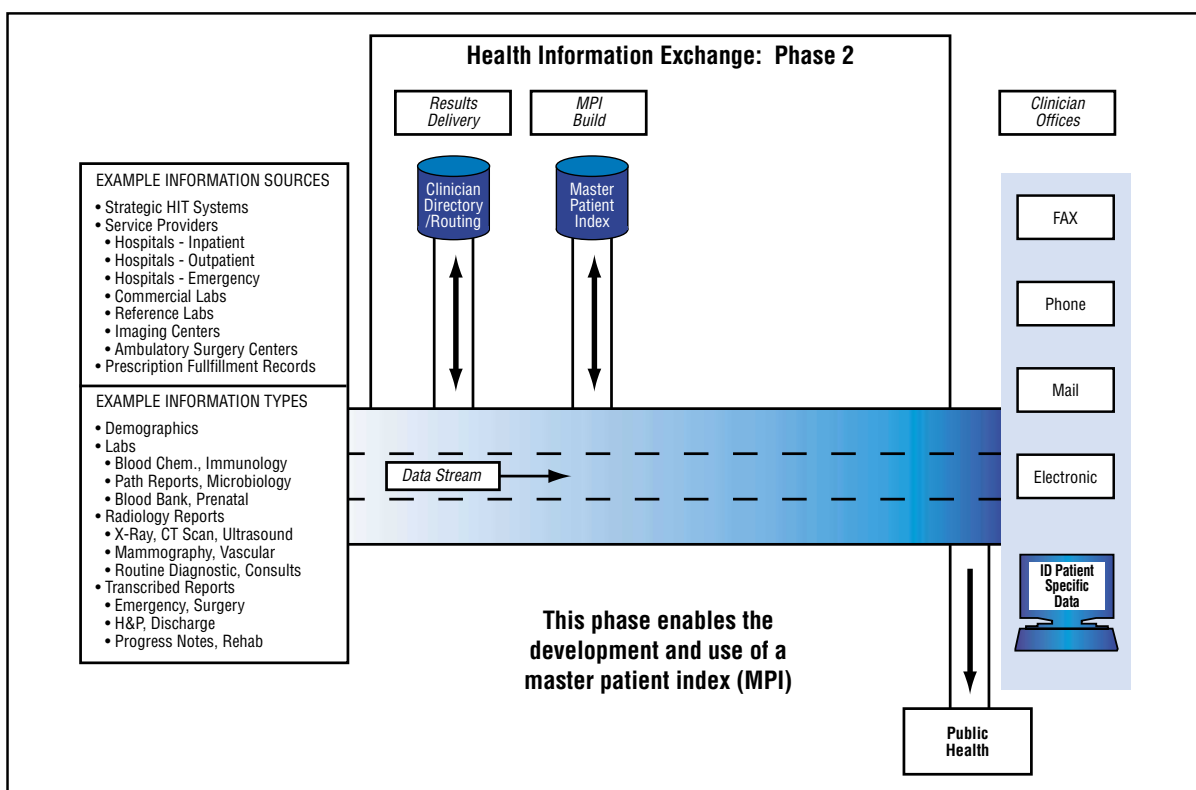 Health Information Exchange:  Phase 2
Results
Delivery
MPI
Build
Clinician
Offices
Clinician
Directory
/Routing
Master
Patient
Index
EXAMPLE INFORMATION SOURCES
• Strategic HIT Systems
• Service Providers
• Hospitals - Inpatient
• Hospitals - Outpatient
• Hospitals - Emergency
• Commercial Labs
• Reference Labs
• Imaging Centers
• Ambulatory Surgery Centers
• Prescription Fullfillment Records
EXAMPLE INFORMATION TYPES
• Demographics
• Labs
• Blood Chem., Immunology
• Path Reports, Microbiology
• Blood Bank, Prenatal
• Radiology Reports
• X-Ray, CT Scan, Ultrasound
• Mammography, Vascular
• Routine Diagnostic, Consults
• Transcribed Reports
• Emergency, Surgery
• H&P, Discharge
• Progress Notes, Rehab
Data Stream
FAX
Phone
Mail
Electronic
ID Patient
Specific
Data
This phase enables the
development and use of a
master patient index (MPI)
Public
Health